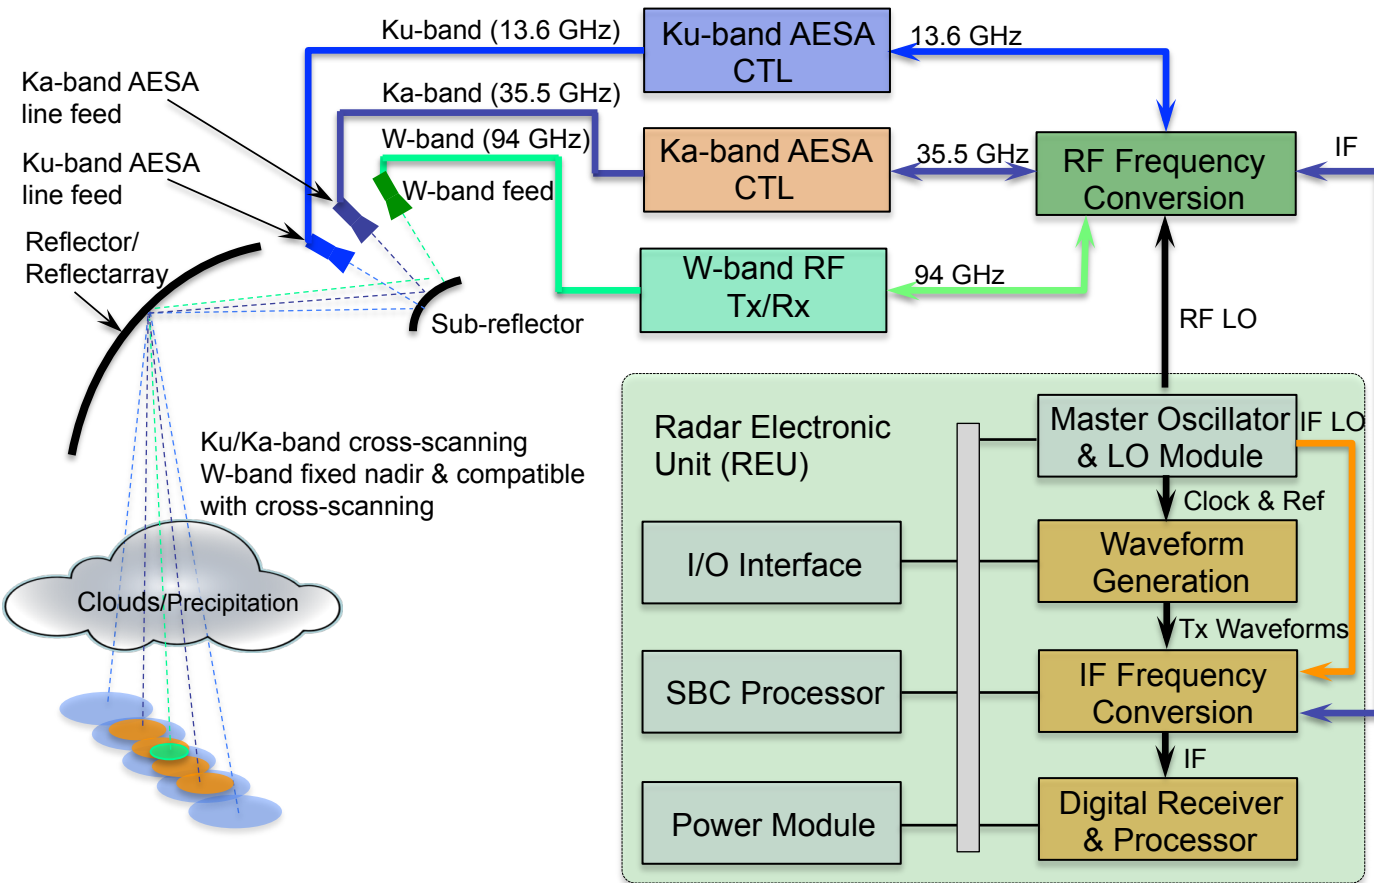 Ku-band (13.6 GHz)
Ku-band AESA
CTL
13.6 GHz
Ka-band AESA
line feed
Ka-band (35.5 GHz)
W-band (94 GHz)
Ka-band AESA
CTL
35.5 GHz
RF Frequency
Conversion
IF
Ku-band AESA
line feed
W-band feed
Reflector/
Reflectarray
W-band RF
Tx/Rx
94 GHz
Sub-reflector
RF LO
Ku/Ka-band cross-scanning
W-band fixed nadir & compatible
with cross-scanning
Radar Electronic
Unit (REU)
Master Oscillator
& LO Module
IF LO
Clock & Ref
I/O Interface
Waveform
Generation
Clouds/Precipitation
Tx Waveforms
SBC Processor
IF Frequency
Conversion
IF
Power Module
Digital Receiver
& Processor